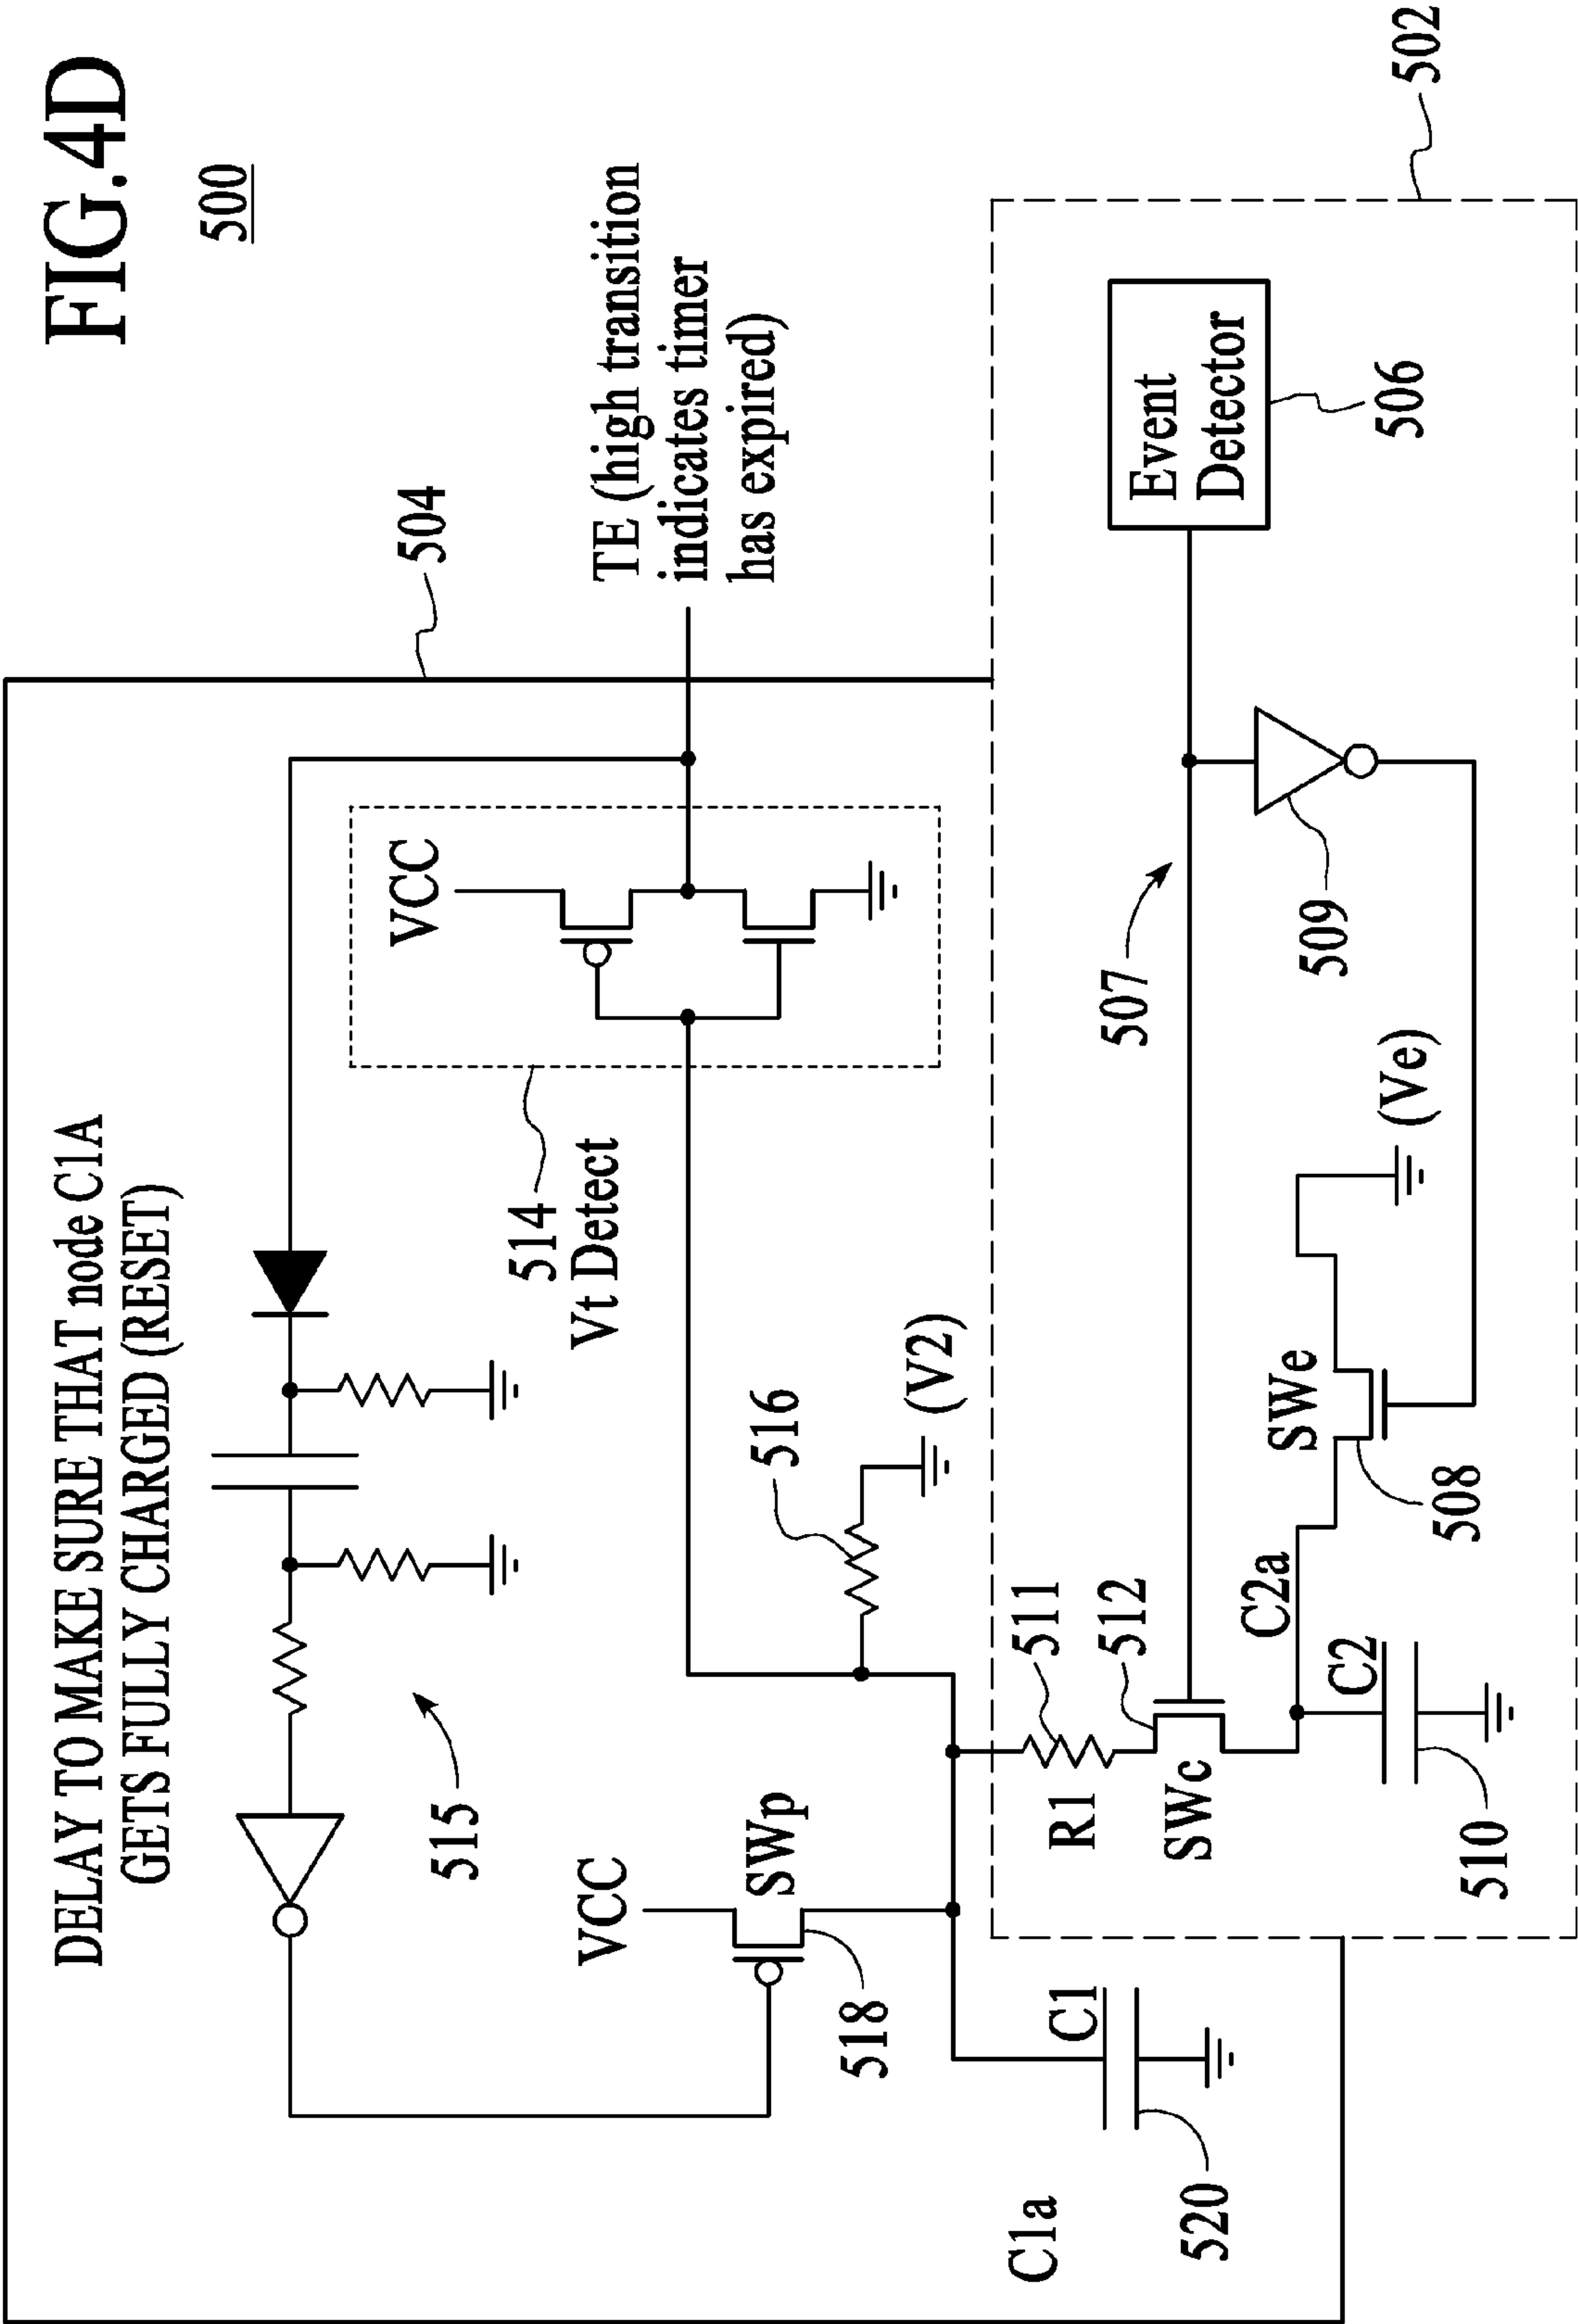 FIG.4D
500
DELAY TO MAKE SURE THAT node C1A
GETS FULLY CHARGED (RESET)
515
504
VCC
SWp
518
VCC
514
Vt Detect
TE (high transition
indicates timer
has expired)
516
(V2)
C1a
C1
520
R1
511
512
SWc
C2a
C2
510
SWe
508
(Ve)
507
509
Event
Detector
506
502